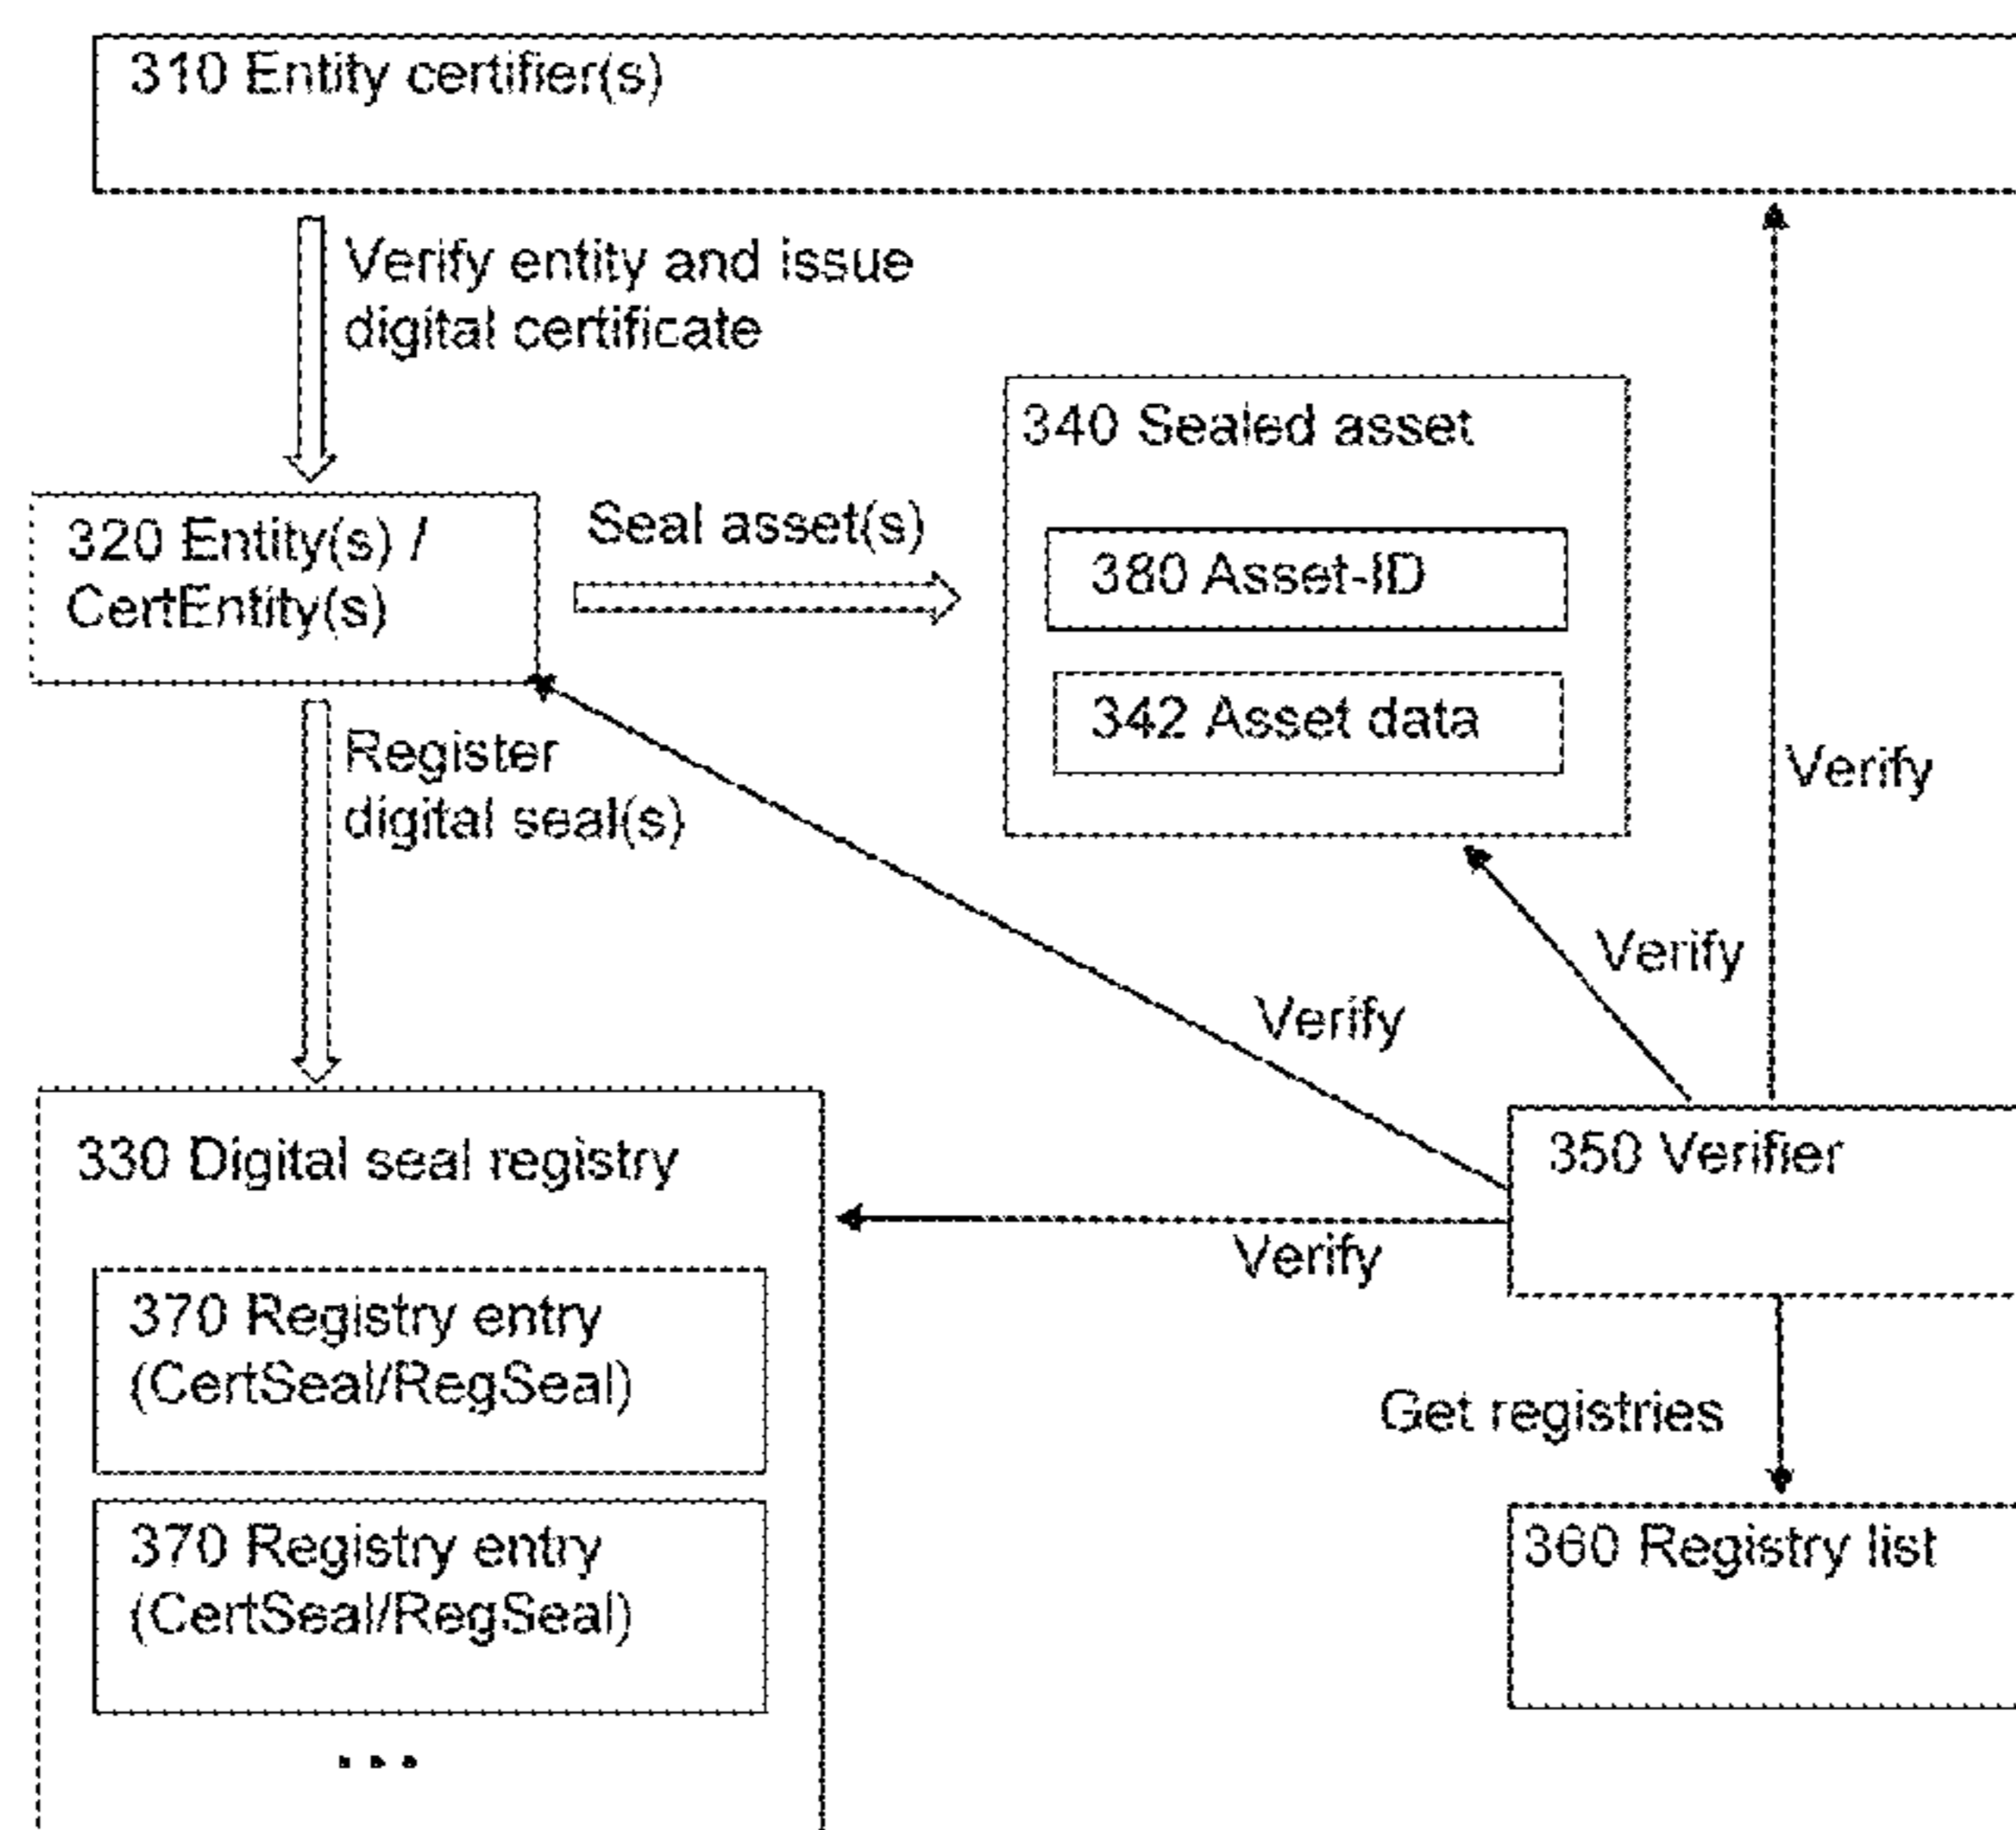 310 Entity certifier(s)
Verify entity and issue
digital certificate
340 Sealed asset
320 Entity(s) /
CertEntity(s)
Seal asset(s)
380 Asset-ID
342 Asset data
Register
digital seal(s)
Verify
Verify
Verify
330 Digital seal registry
350 Verifier
Verify
370 Registry entry
(CertSeal/RegSeal)
Get registries
370 Registry entry
(CertSeal/RegSeal)
360 Registry list
...